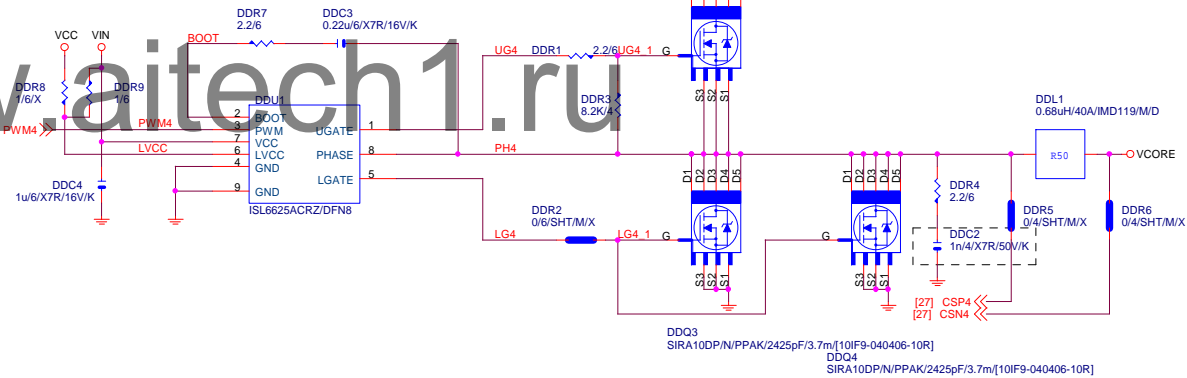 DDR7
2.2/6
DDC3
0.22u/6/X7R/16V/K
VCC
VIN
BOOT
UG4
DDR1
2.2/6
UG4_1
G
S3
S2
S1
w.aitech1.ru
DDR8
1/6/X
DDR9
1/6
DDU1
DDR3
8.2K/4
DDL1
0.68uH/40A/IMD119/M/D
PWM4
PWM4
LVCC
2
3
7
6
4
9
BOOT
PWM
VCC
LVCC
GND
GND
UGATE
PHASE
LGATE
1
8
5
PH4
R50
VCORE
DDC4
1u/6/X7R/16V/K
ISL6625ACRZ/DFN8
D1
D2
D3
D4
D5
D1
D2
D3
D4
D5
DDR4
2.2/6
DDR5
0/4/SHT/M/X
DDR6
0/4/SHT/M/X
DDR2
0/6/SHT/M/X
LG4
LG4_1
G
G
DDC2
1n/4/X7R/50V/K
S3
S2
S1
S3
S2
S1
[27] CSP4
[27] CSN4
DDQ3
SIRA10DP/N/PPAK/2425pF/3.7m/[10IF9-040406-10R]
DDQ4
SIRA10DP/N/PPAK/2425pF/3.7m/[10IF9-040406-10R]